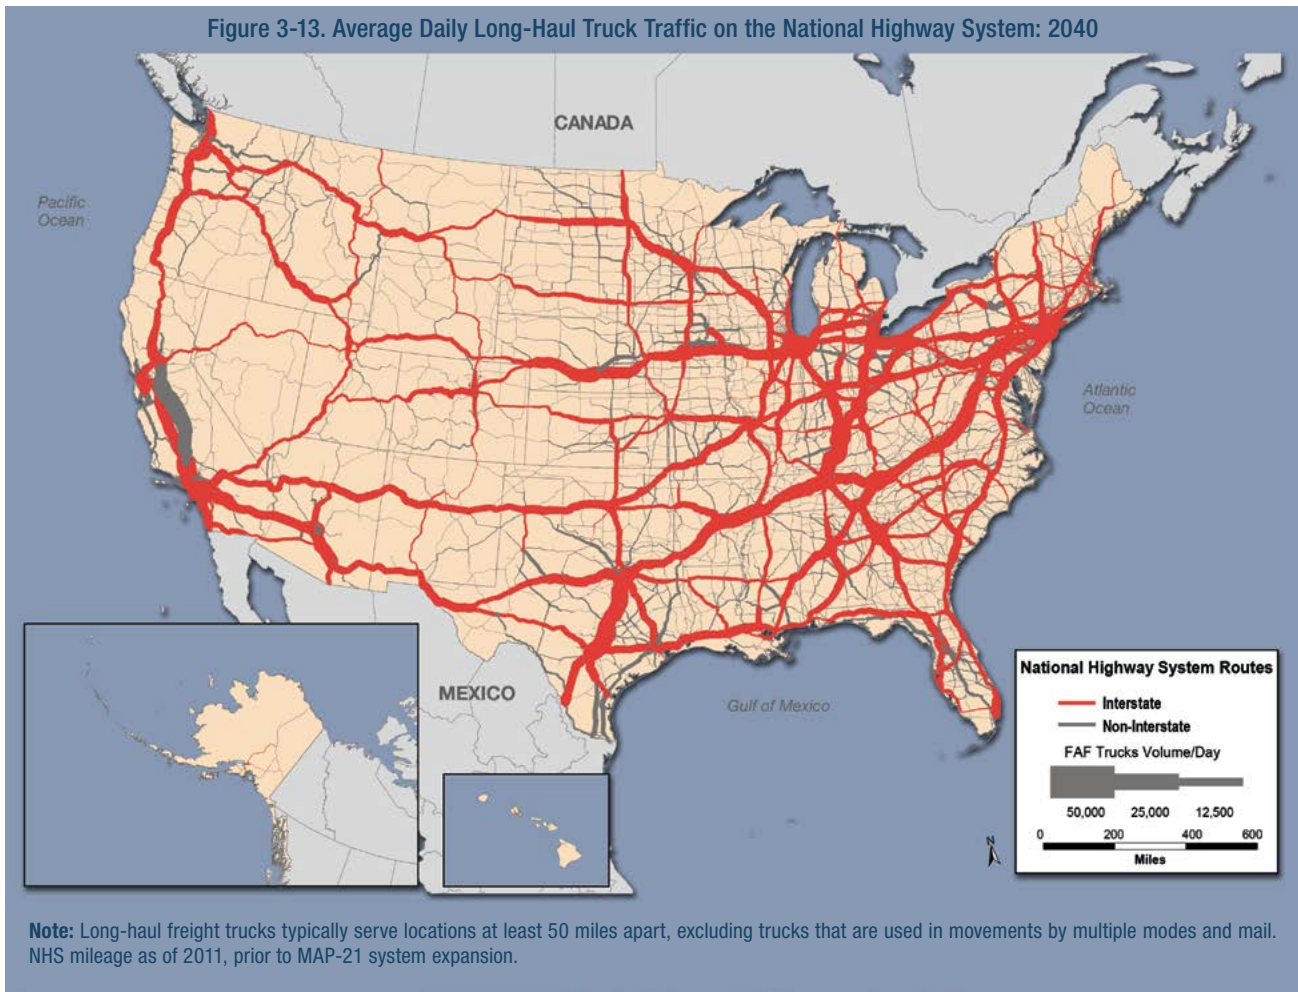 Figure 3-13. Average Daily Long-Haul Truck Traffic on the National Highway System: 2040
CANADA
Pacific
Ocean
Atlantic
Ocean
MEXICO
Gulf of Mexico
National Highway System Routes
Interstate
Non-Interstate
FAF Trucks Volume/Day
50,000 25,000 12,500
0 200 400 600
Miles
N
Note: Long-haul freight trucks typically serve locations at least 50 miles apart, excluding trucks that are used in movements by multiple modes and mail.
NHS mileage as of 2011, prior to MAP-21 system expansion.